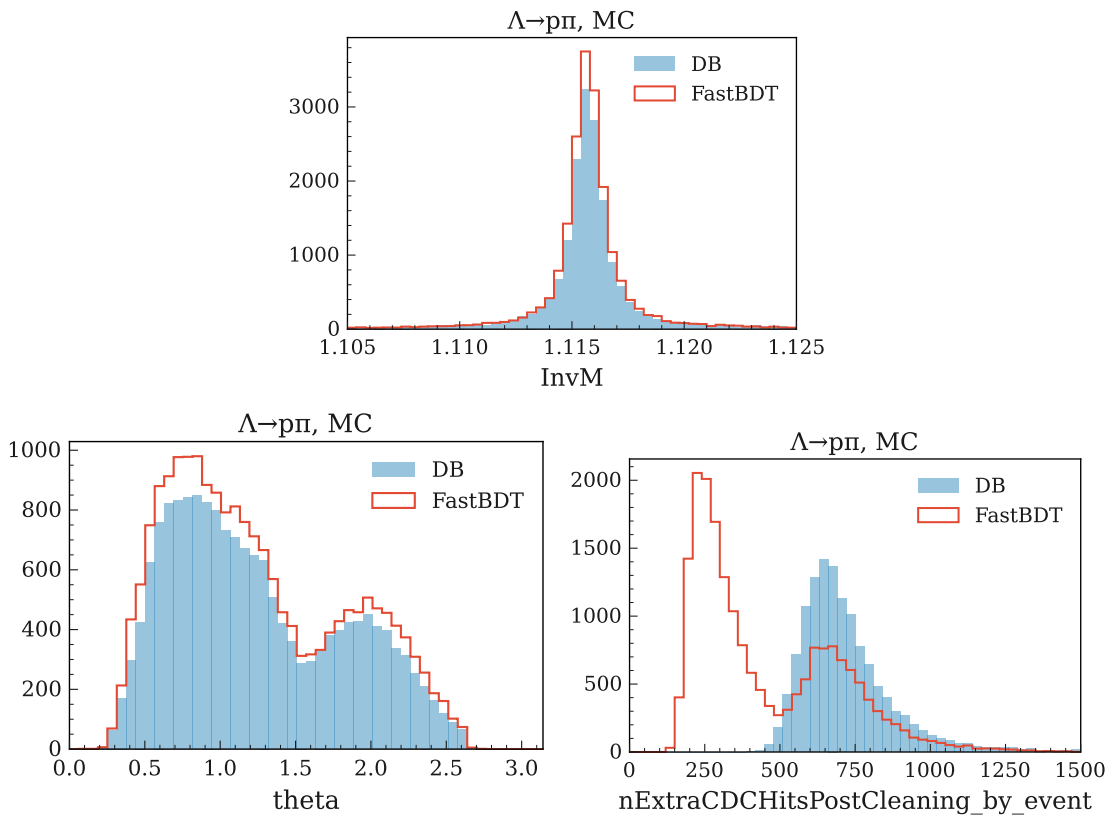 Λ→pπ, MC
DB
FastBDT
3000
2000
1000
0
1.105 1.110 1.115 1.120 1.125
InvM
Λ→pπ, MC
DB
FastBDT
1000
800
600
400
200
0
0.0 0.5 1.0 1.5 2.0 2.5 3.0
theta
Λ→pπ, MC
DB
FastBDT
2000
1500
1000
500
0
0 250 500 750 1000 1250 1500
nExtraCDCHitsPostCleaning_by_event